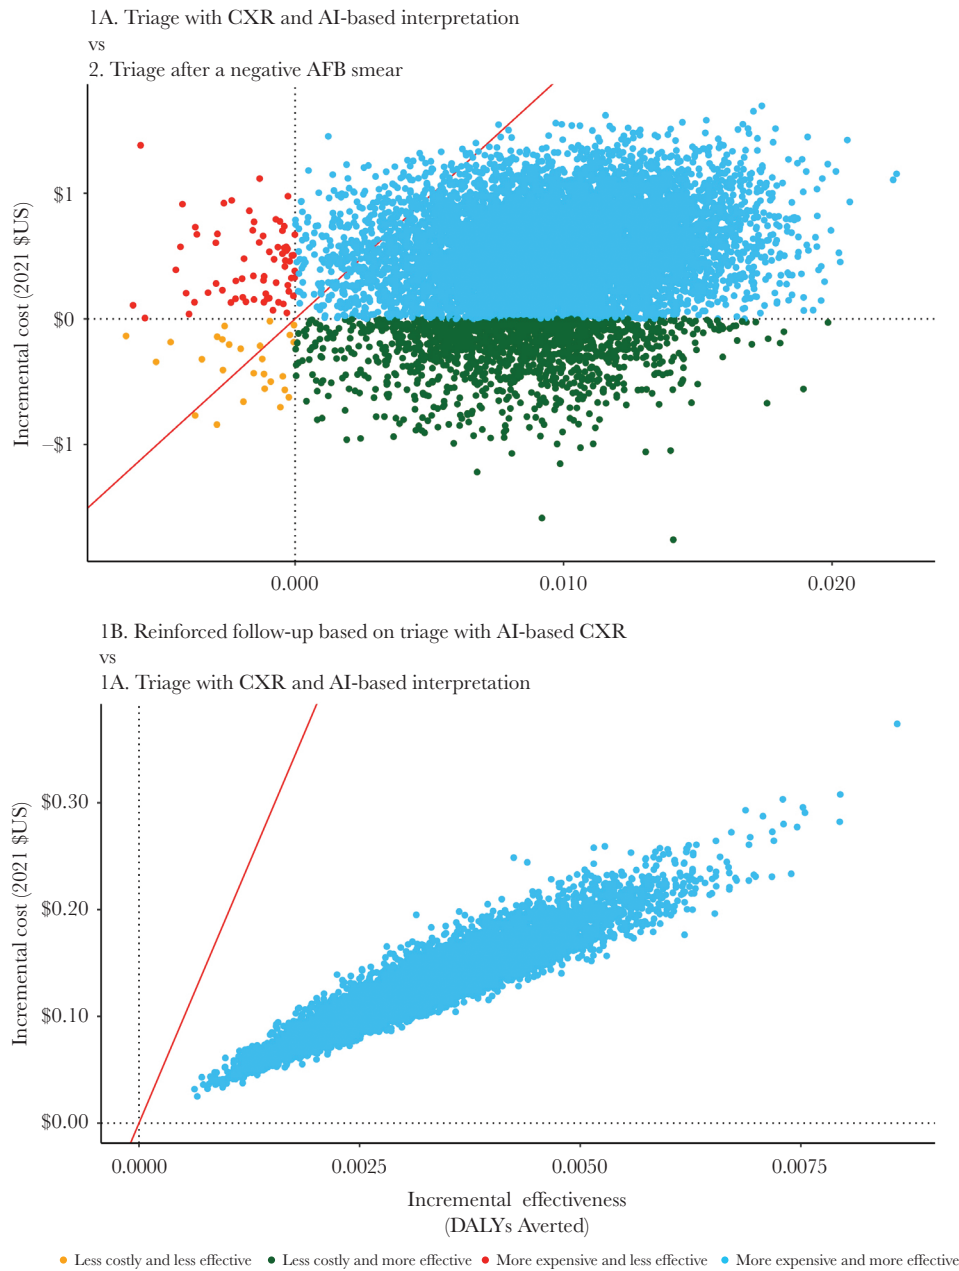 1A. Triage with CXR and AI-based interpretation
vs
2. Triage after a negative AFB smear
Incremental cost (2021 $US)
$1
$0
–$1
0.000 0.010 0.020
1B. Reinforced follow-up based on triage with AI-based CXR
vs
1A. Triage with CXR and AI-based interpretation
Incremental cost (2021 $US)
$0.30
$0.20
$0.10
$0.00
0.0000 0.0025 0.0050 0.0075
Incremental effectiveness
(DALYs Averted)
Less costly and less effective Less costly and more effective More expensive and less effective More expensive and more effective